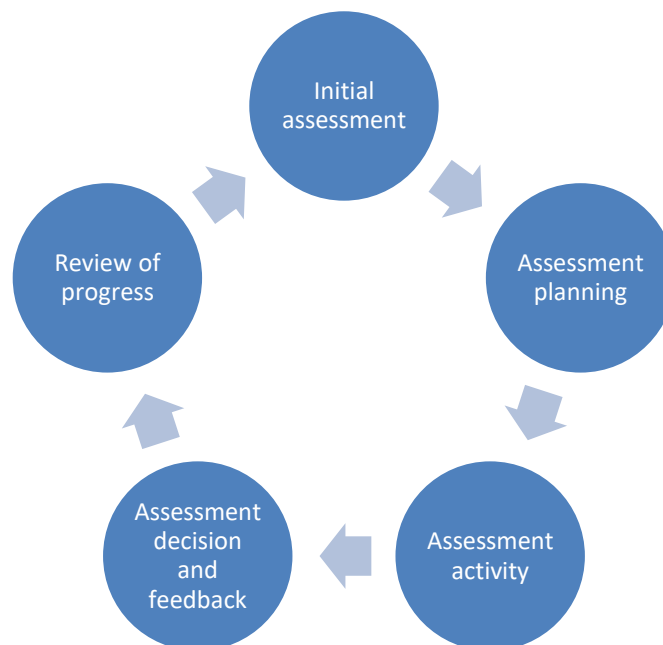 Initial
assessment
Assessment
planning
Assessment
activity
Assessment
decision
and
feedback
Review of
progress